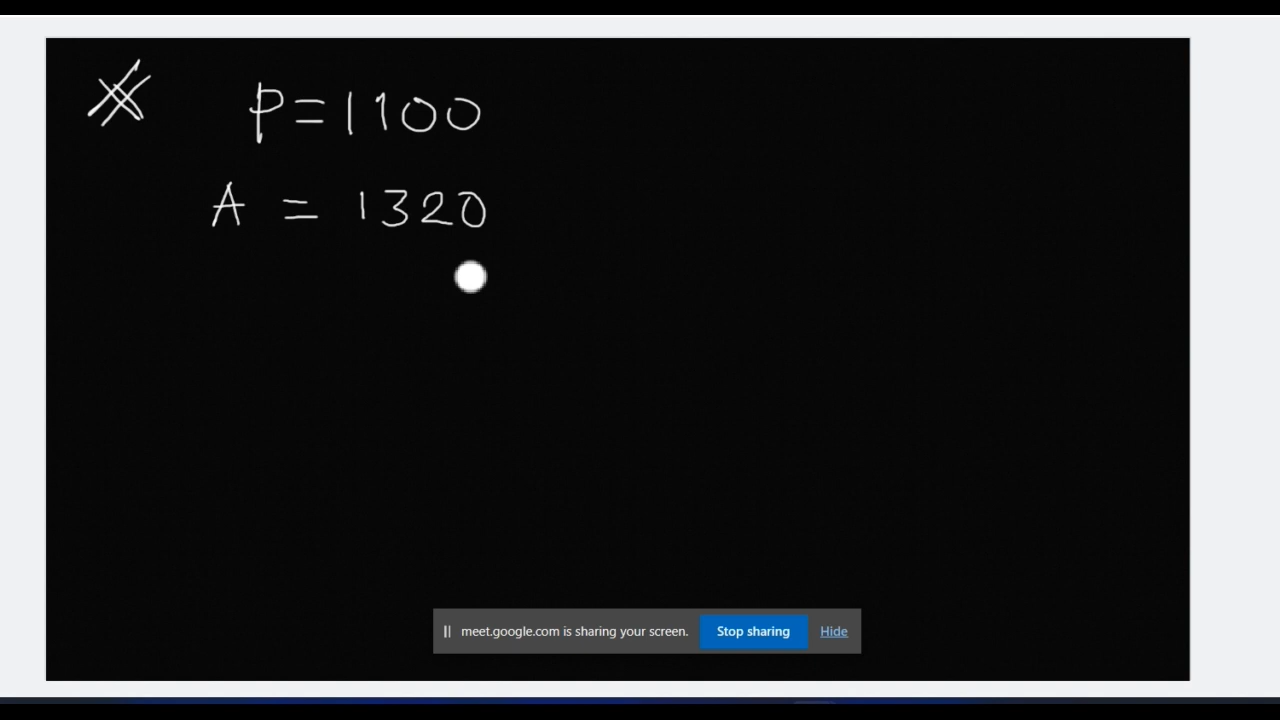 P=1100
A = 1320
meet.google.com is sharing your screen. Stop sharing Hide